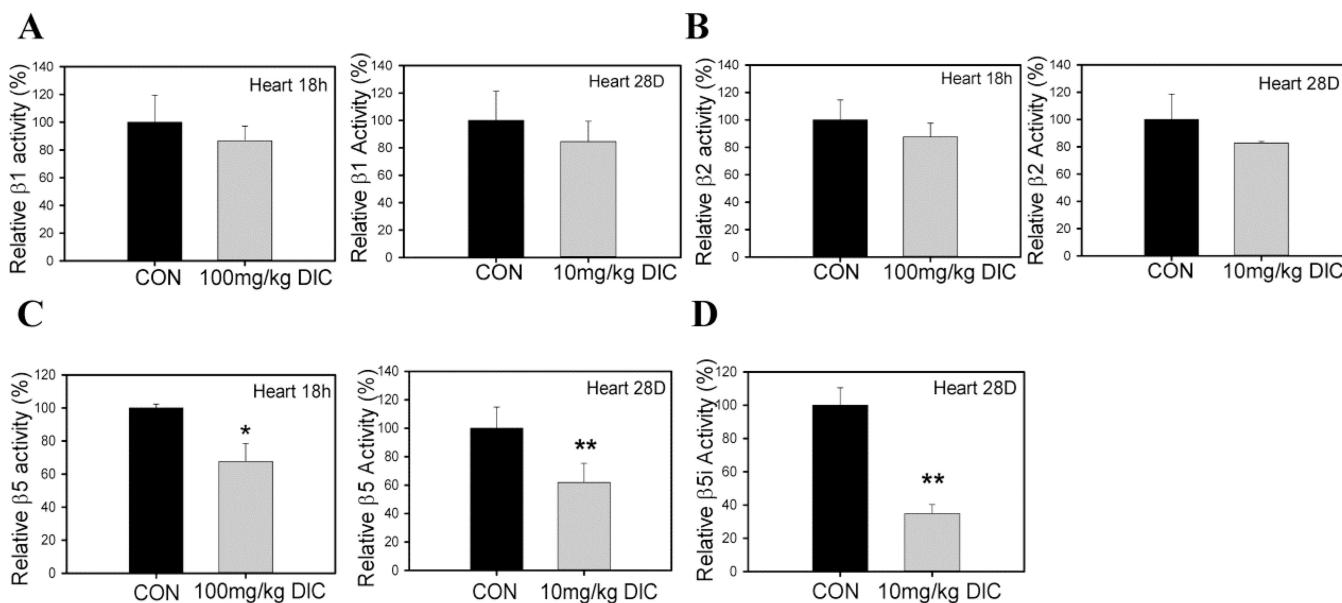 A
Relative β1 activity (%)
140
120
100
80
60
40
20
0
Heart 18h
CON 100mg/kg DIC
Relative β1 Activity (%)
140
120
100
80
60
40
20
0
Heart 28D
CON 10mg/kg DIC
B
Relative β2 activity (%)
140
120
100
80
60
40
20
0
Heart 18h
CON 100mg/kg DIC
Relative β2 Activity (%)
140
120
100
80
60
40
20
0
Heart 28D
CON 10mg/kg DIC
C
Relative β5 activity (%)
120
100
80
60
40
20
0
Heart 18h
*
CON 100mg/kg DIC
Relative β5 Activity (%)
140
120
100
80
60
40
20
0
Heart 28D
**
CON 10mg/kg DIC
D
Relative β5i Activity (%)
120
100
80
60
40
20
0
Heart 28D
**
CON 10mg/kg DIC